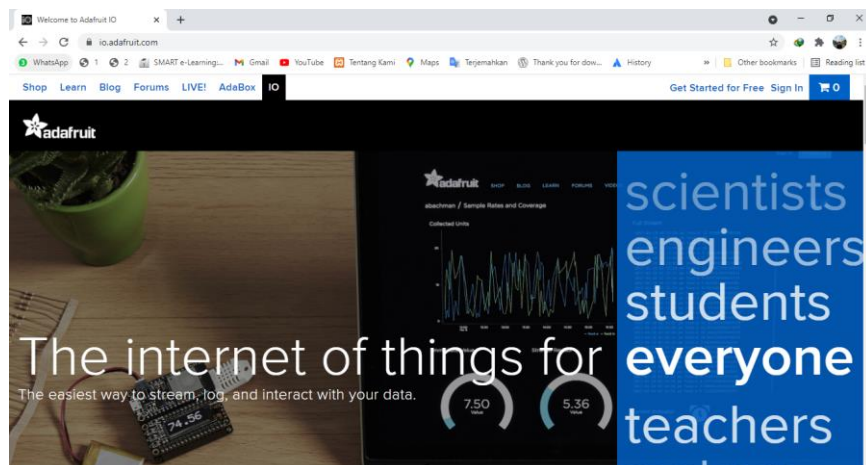 Welcome to Adafruit IO
io.adafruit.com
WhatsApp 1 2 SMART e-Learning... Gmail YouTube Tentang Kami Maps Terjemahkan Thank you for dow... History » Other bookmarks Reading list
Shop Learn Blog Forums LIVE! AdaBox IO Get Started for Free Sign In 0
adafruit
adafruit SHOP BLOG LEARN FORUMS
abachman / Sample Rates and Coverage
Collected Units
scientists
engineers
students
The internet of things for everyone
The easiest way to stream, log, and interact with your data.
74.56
7.50
Value
5.36
Value
teachers